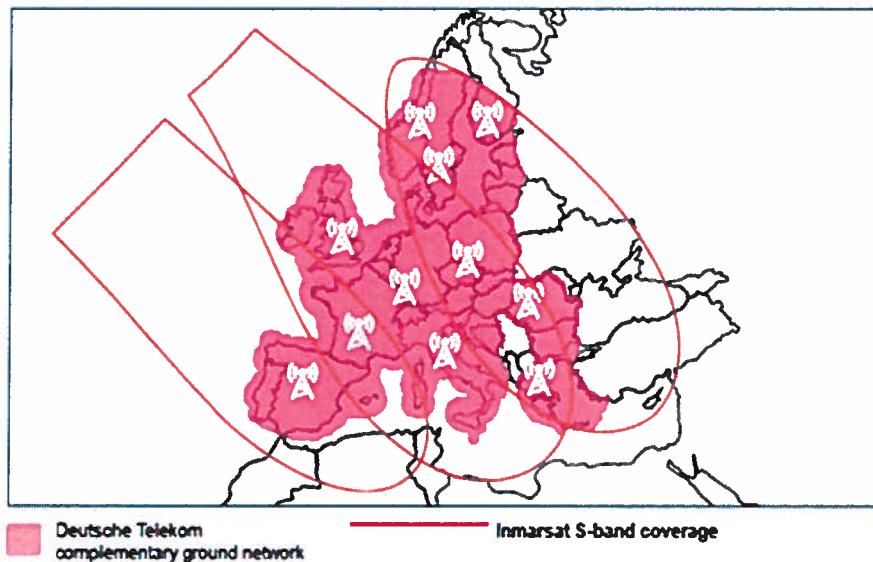 Deutsche Telekom
complementary ground network
Inmarsat S-band coverage